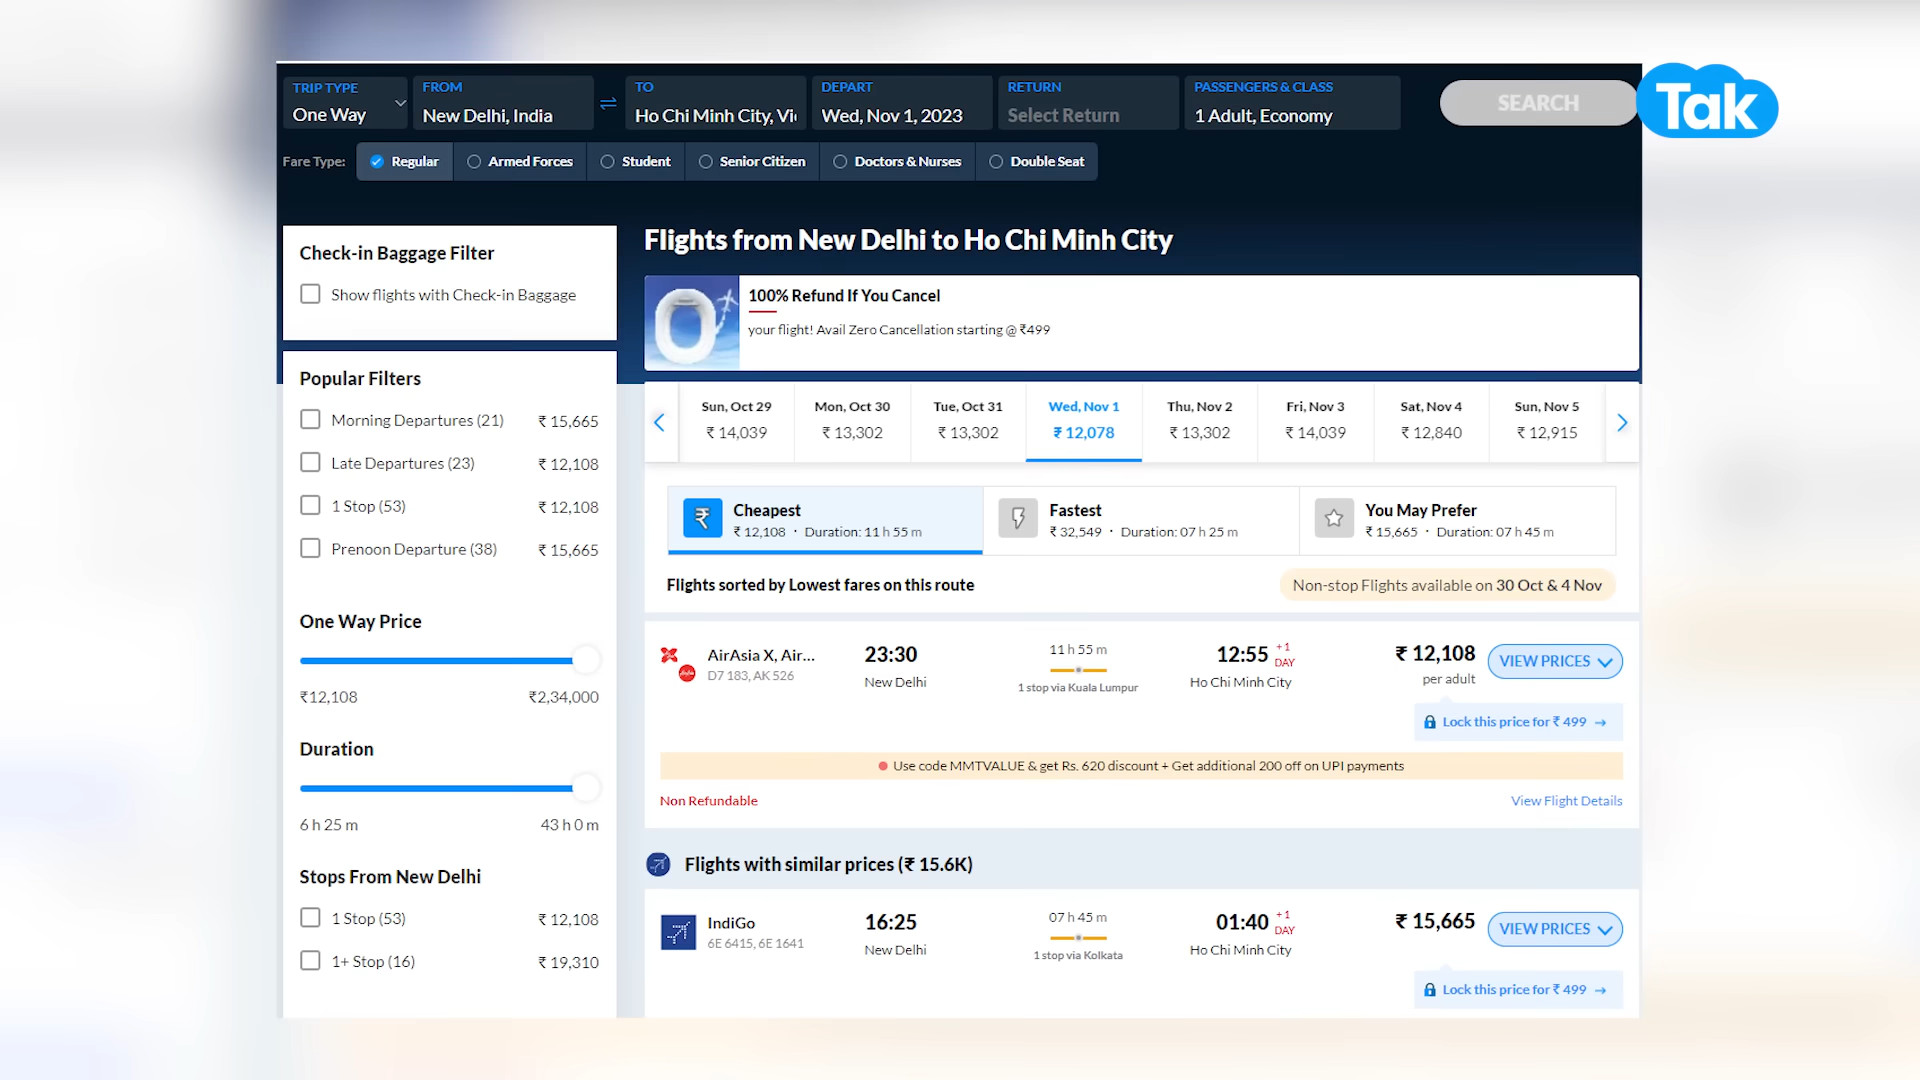 TRIP TYPE
One Way
FROM
New Delhi, India
TO
Ho Chi Minh City, Vi
DEPART
Wed, Nov 1, 2023
RETURN
Select Return
PASSENGERS & CLASS
1 Adult, Economy
SEARCH
Tak
Fare Type:
Regular
Armed Forces
Student
Senior Citizen
Doctors & Nurses
Double Seat
Check-in Baggage Filter
Show flights with Check-in Baggage
Popular Filters
Morning Departures (21) ₹ 15,665
Late Departures (23) ₹ 12,108
1 Stop (53) ₹ 12,108
Prenoon Departure (38) ₹ 15,665
One Way Price
₹12,108 ₹2,34,000
Duration
6 h 25 m 43 h 0 m
Stops From New Delhi
1 Stop (53) ₹ 12,108
1+ Stop (16) ₹ 19,310
Flights from New Delhi to Ho Chi Minh City
100% Refund If You Cancel
your flight! Avail Zero Cancellation starting @ ₹499
Sun, Oct 29
₹ 14,039
Mon, Oct 30
₹ 13,302
Tue, Oct 31
₹ 13,302
Wed, Nov 1
₹ 12,078
Thu, Nov 2
₹ 13,302
Fri, Nov 3
₹ 14,039
Sat, Nov 4
₹ 12,840
Sun, Nov 5
₹ 12,915
₹
Cheapest
₹ 12,108 · Duration: 11 h 55 m
Fastest
₹ 32,549 · Duration: 07 h 25 m
You May Prefer
₹ 15,665 · Duration: 07 h 45 m
Flights sorted by Lowest fares on this route
Non-stop Flights available on 30 Oct & 4 Nov
AirAsia X, Air...
D7 183, AK 526
23:30
New Delhi
11 h 55 m
1 stop via Kuala Lumpur
12:55 +1 DAY
Ho Chi Minh City
₹ 12,108
per adult
VIEW PRICES
Lock this price for ₹ 499 →
Use code MMTVALUE & get Rs. 620 discount + Get additional 200 off on UPI payments
Non Refundable
View Flight Details
Flights with similar prices (₹ 15.6K)
IndiGo
6E 6415, 6E 1641
16:25
New Delhi
07 h 45 m
1 stop via Kolkata
01:40 +1 DAY
Ho Chi Minh City
₹ 15,665
VIEW PRICES
Lock this price for ₹ 499 →